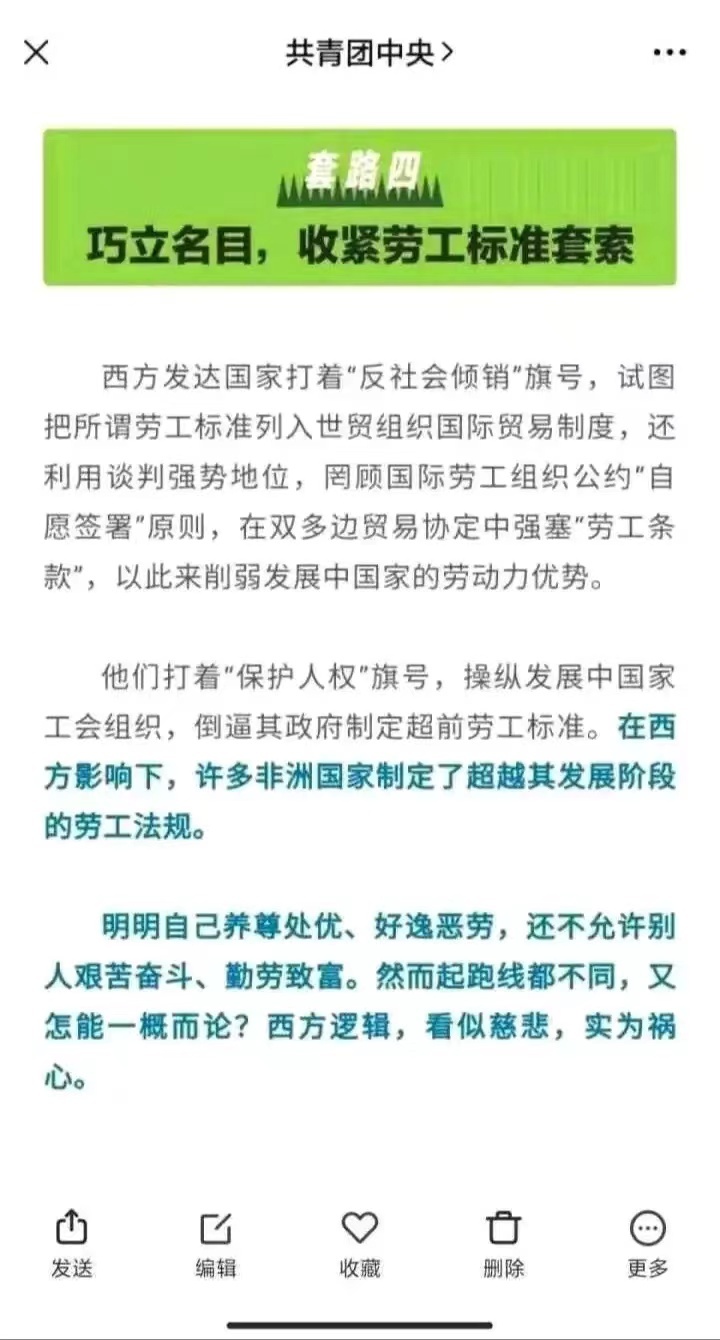 共青团中央
套路四
巧立名目，收紧劳工标准套索
西方发达国家打着“反社会倾销”旗号，试图
把所谓劳工标准列入世贸组织国际贸易制度，还
利用谈判强势地位，罔顾国际劳工组织公约“自
愿签署”原则，在双多边贸易协定中强塞“劳工条
款”，以此来削弱发展中国家的劳动力优势。
他们打着“保护人权”旗号，操纵发展中国家
工会组织，倒逼其政府制定超前劳工标准。在西
方影响下，许多非洲国家制定了超越其发展阶段
的劳工法规。
明明自己养尊处优、好逸恶劳，还不允许别
人艰苦奋斗、勤劳致富。然而起跑线都不同，又
怎能一概而论？西方逻辑，看似慈悲，实为祸
心。
发送 编辑 收藏 删除 更多